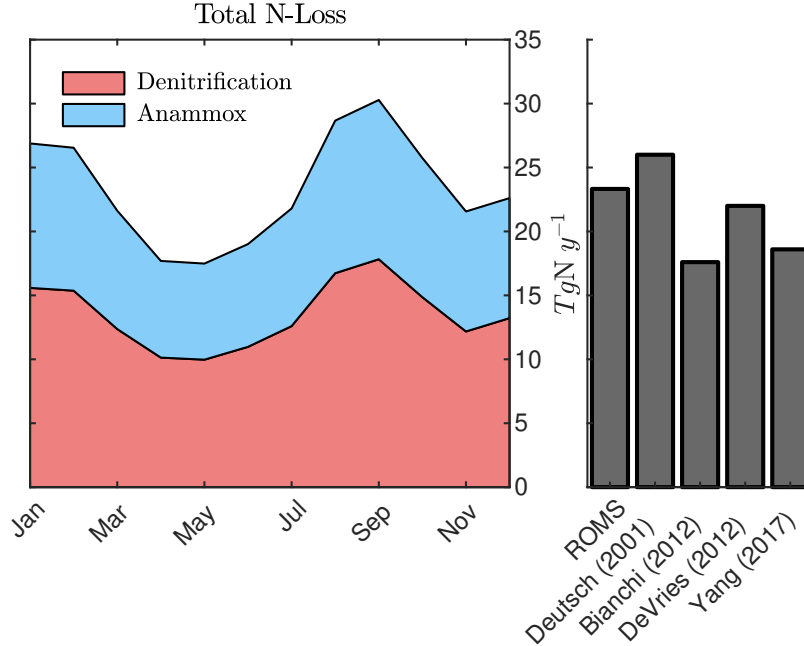 Total N-Loss
Denitrification
Anammox
35
30
25
20
15
10
5
0
TgN y⁻¹
Jan
Mar
May
Jul
Sep
Nov
ROMS
Deutsch (2001)
Bianchi (2012)
DeVries (2012)
Yang (2017)